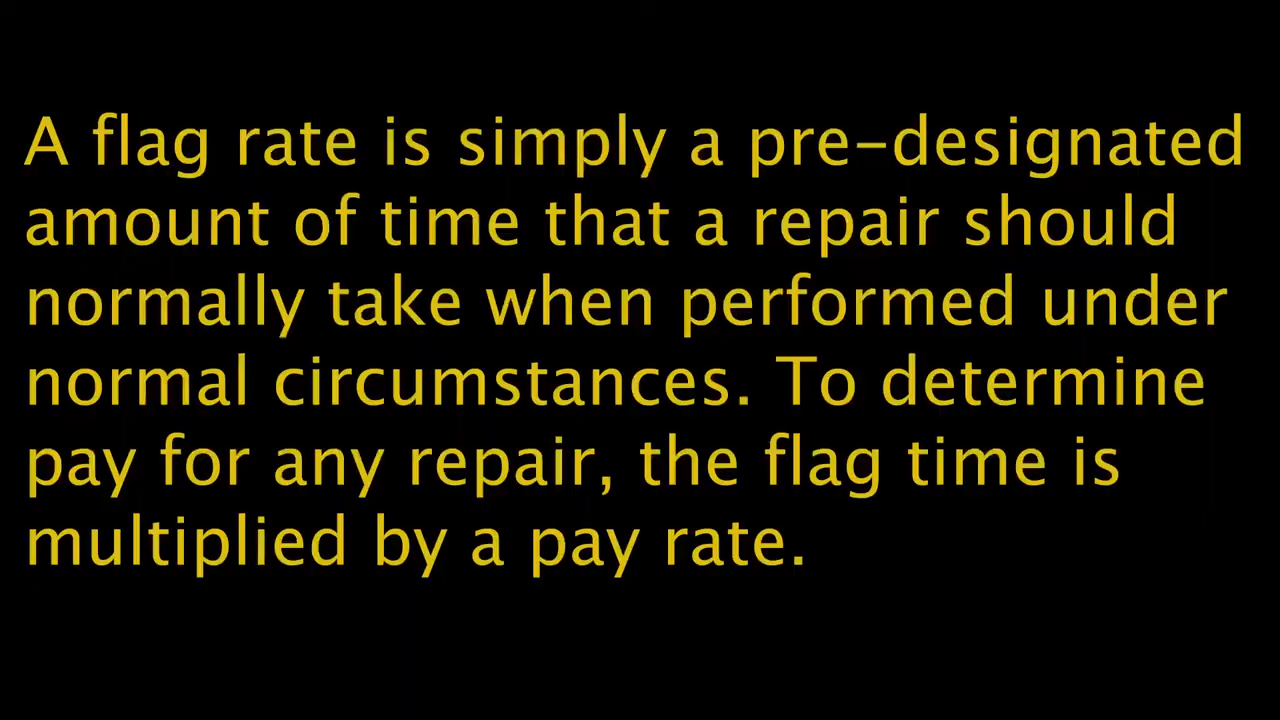 A flag rate is simply a pre-designated
amount of time that a repair should
normally take when performed under
normal circumstances. To determine
pay for any repair, the flag time is
multiplied by a pay rate.